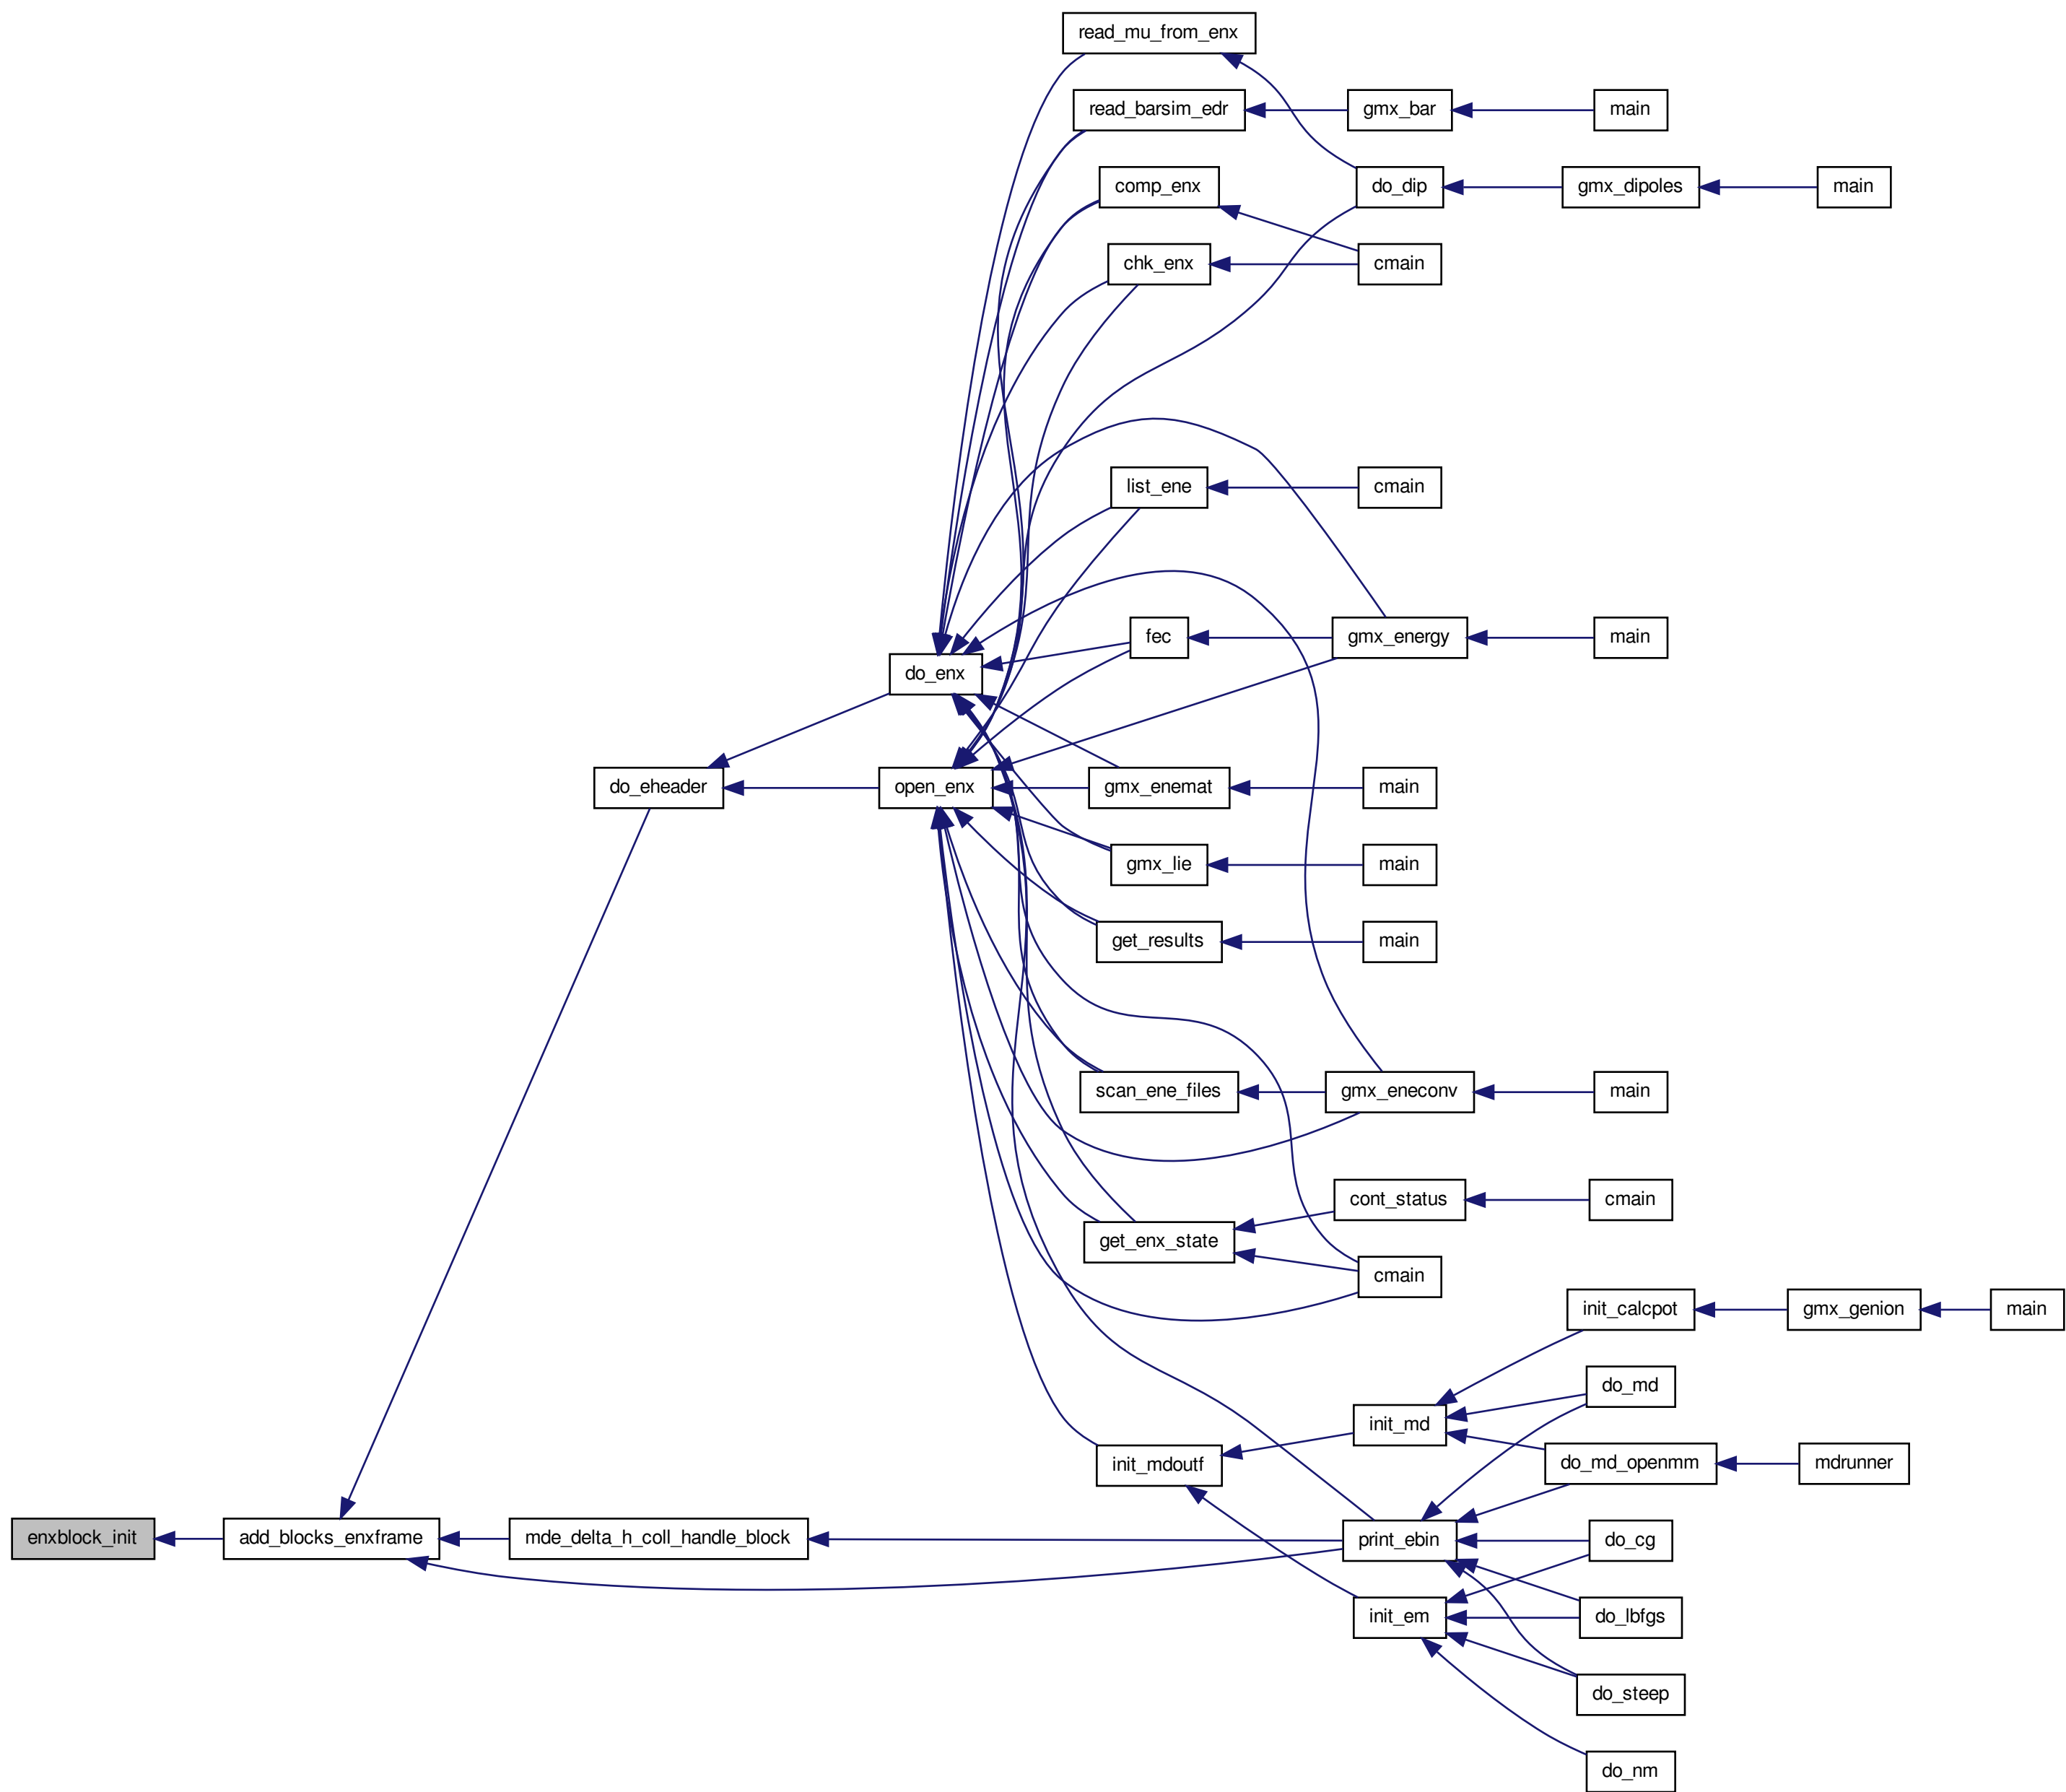 read_mu_from_enx
read_barsim_edr
gmx_bar
main
comp_enx
do_dip
gmx_dipoles
main
chk_enx
cmain
list_ene
cmain
fec
gmx_energy
main
do_enx
do_eheader
open_enx
gmx_enemat
main
gmx_lie
main
get_results
main
scan_ene_files
gmx_eneconv
main
cont_status
cmain
get_enx_state
cmain
init_calcpot
gmx_genion
main
do_md
init_md
init_mdoutf
do_md_openmm
mdrunner
enxblock_init
add_blocks_enxframe
mde_delta_h_coll_handle_block
print_ebin
do_cg
init_em
do_lbfgs
do_steep
do_nm